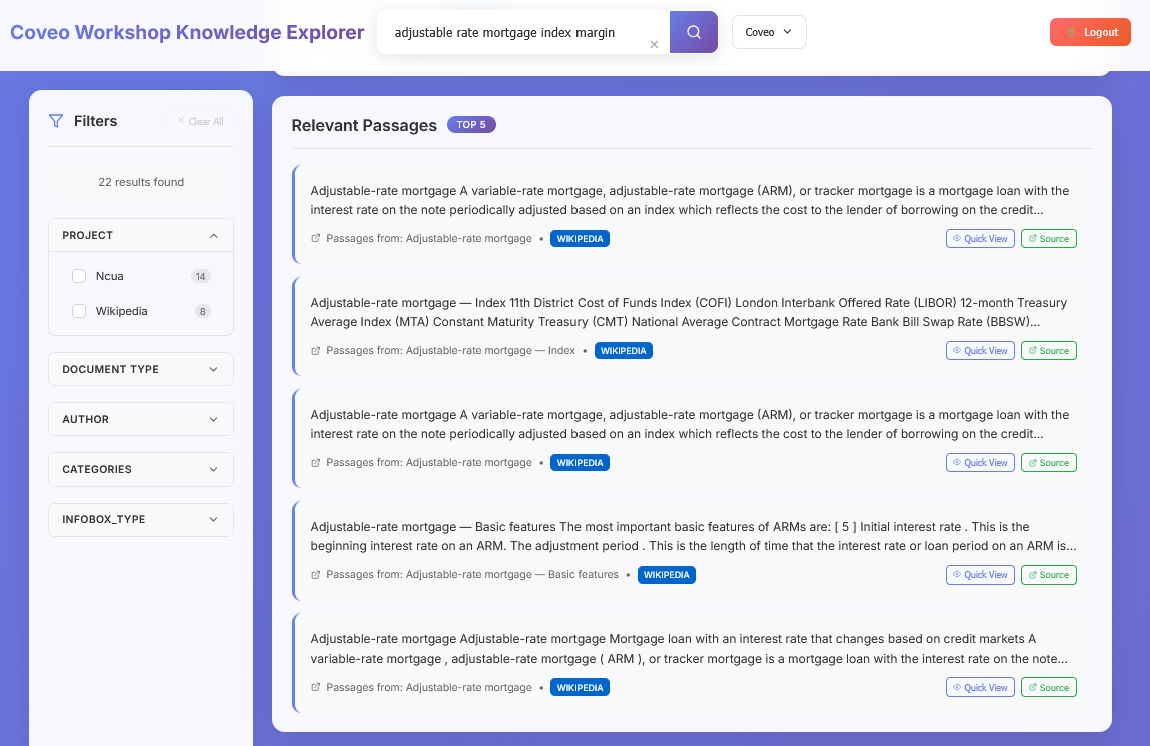 Coveo Workshop Knowledge Explorer
adjustable rate mortgage index margin
Coveo
Logout
Filters
Clear All
22 results found
PROJECT
Ncua 14
Wikipedia 8
DOCUMENT TYPE
AUTHOR
CATEGORIES
INFOBOX_TYPE
Relevant Passages TOP 5
Adjustable-rate mortgage A variable-rate mortgage, adjustable-rate mortgage (ARM), or tracker mortgage is a mortgage loan with the
interest rate on the note periodically adjusted based on an index which reflects the cost to the lender of borrowing on the credit...
Passages from: Adjustable-rate mortgage • WIKIPEDIA Quick View Source
Adjustable-rate mortgage — Index 11th District Cost of Funds Index (COFI) London Interbank Offered Rate (LIBOR) 12-month Treasury
Average Index (MTA) Constant Maturity Treasury (CMT) National Average Contract Mortgage Rate Bank Bill Swap Rate (BBSW)...
Passages from: Adjustable-rate mortgage — Index • WIKIPEDIA Quick View Source
Adjustable-rate mortgage A variable-rate mortgage, adjustable-rate mortgage (ARM), or tracker mortgage is a mortgage loan with the
interest rate on the note periodically adjusted based on an index which reflects the cost to the lender of borrowing on the credit...
Passages from: Adjustable-rate mortgage • WIKIPEDIA Quick View Source
Adjustable-rate mortgage — Basic features The most important basic features of ARMs are: [ 5 ] Initial interest rate . This is the
beginning interest rate on an ARM. The adjustment period . This is the length of time that the interest rate or loan period on an ARM is...
Passages from: Adjustable-rate mortgage — Basic features • WIKIPEDIA Quick View Source
Adjustable-rate mortgage Adjustable-rate mortgage Mortgage loan with an interest rate that changes based on credit markets A
variable-rate mortgage , adjustable-rate mortgage ( ARM ), or tracker mortgage is a mortgage loan with the interest rate on the note...
Passages from: Adjustable-rate mortgage • WIKIPEDIA Quick View Source